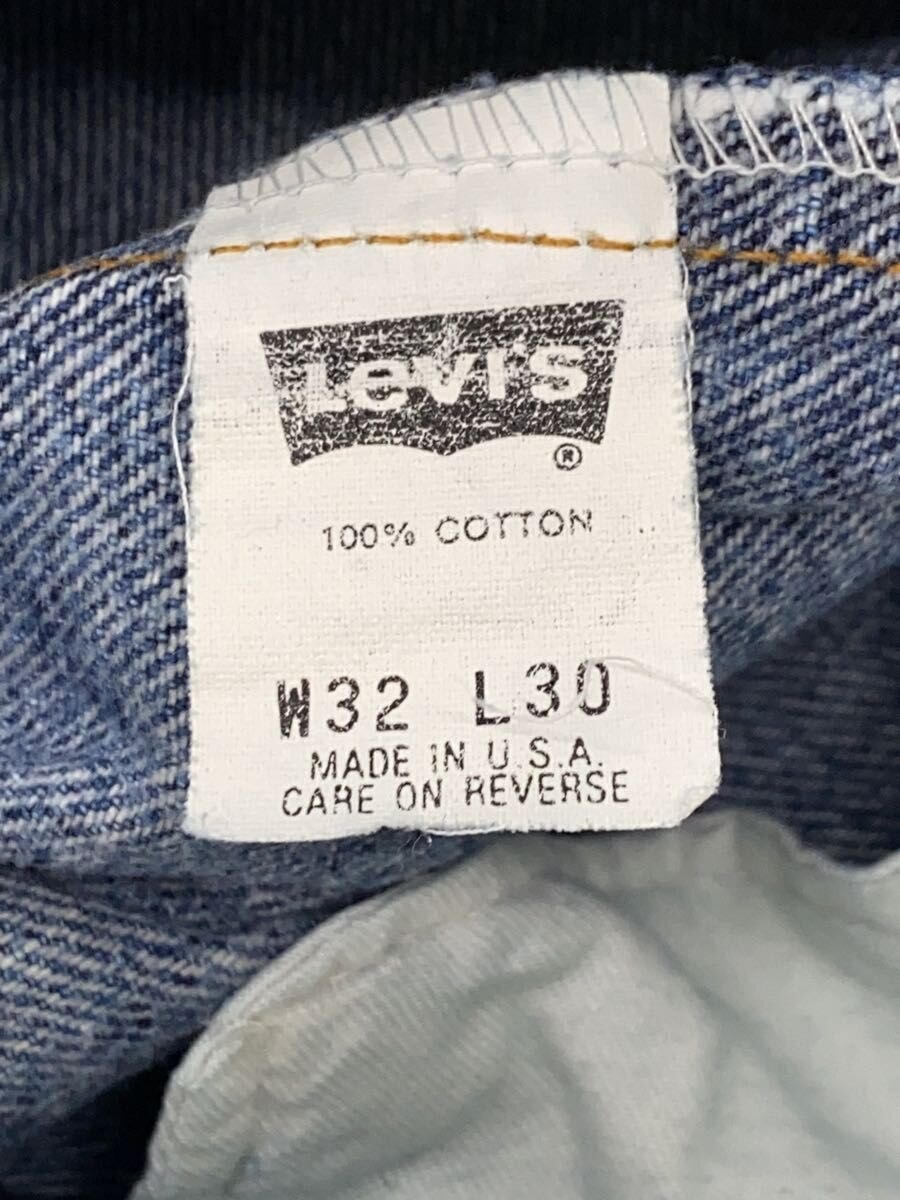 Levi's
®
100% COTTON
W32 L30
MADE IN U.S.A.
CARE ON REVERSE